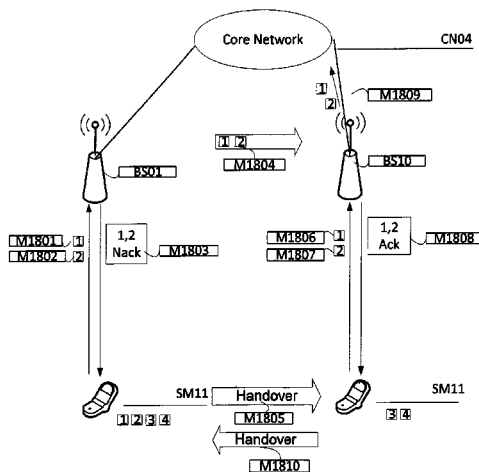 Core Network
CN04
1
2
M1809
1 2
M1804
BS01
BS10
M1801 1
M1802 2
1,2
Nack
M1803
M1806 1
M1807 2
1,2
Ack
M1808
SM11
1 2 3 4
Handover
M1805
Handover
M1810
SM11
3 4